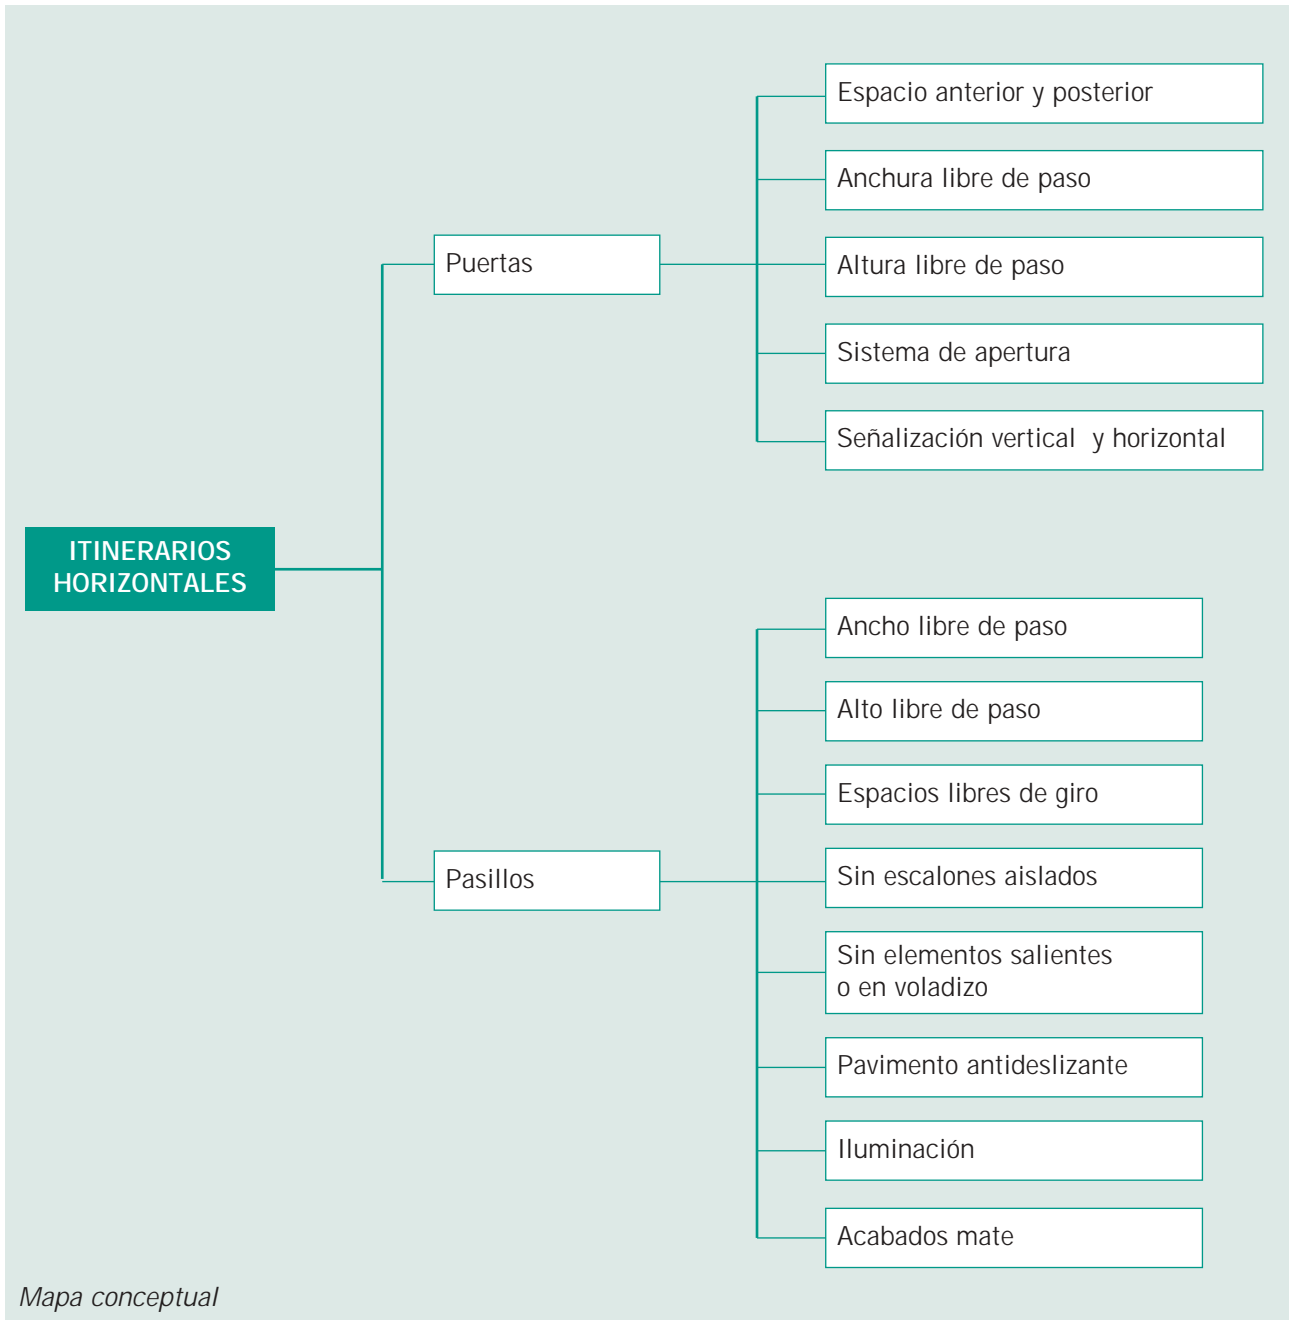 ITINERARIOS
HORIZONTALES
Puertas
Espacio anterior y posterior
Anchura libre de paso
Altura libre de paso
Sistema de apertura
Señalización vertical y horizontal
Pasillos
Ancho libre de paso
Alto libre de paso
Espacios libres de giro
Sin escalones aislados
Sin elementos salientes
o en voladizo
Pavimento antideslizante
Iluminación
Acabados mate
Mapa conceptual